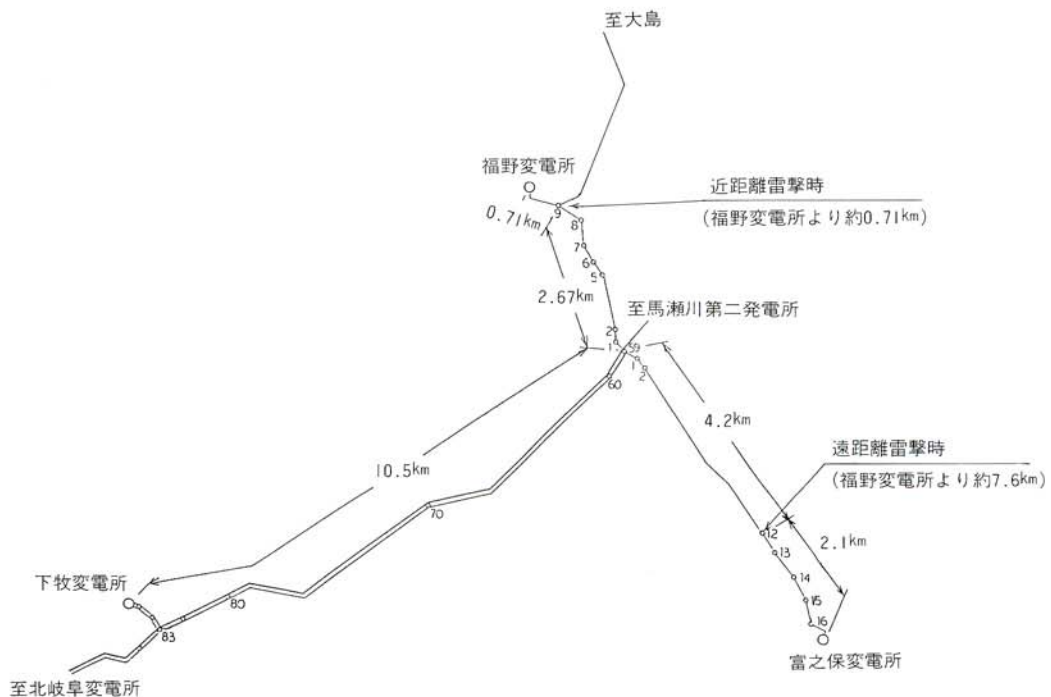 至大島
福野変電所
近距離雷撃時
(福野変電所より約0.71km)
0.71km
9
8
7
6
5
2.67km
至馬瀬川第二発電所
2
1
59
1
2
60
4.2km
10.5km
遠距離雷撃時
(福野変電所より約7.6km)
70
12
2.1km
13
14
下牧変電所
80
15
16
83
富之保変電所
至北岐阜変電所